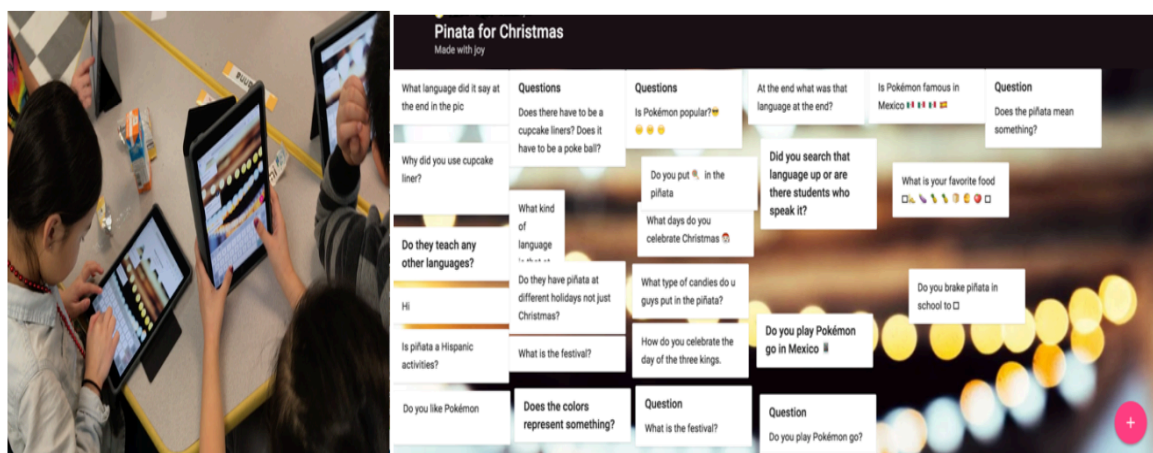 Pinata for Christmas
Made with joy
What language did it say at
the end in the pic
Why did you use cupcake
liner?
Do they teach any
other languages?
Hi
Is piñata a Hispanic
activities?
Do you like Pokémon
Questions
Does there have to be a
cupcake liners? Does it
have to be a poke ball?
What kind
of
language
Do they have piñata at
different holidays not just
Christmas?
What is the festival?
Does the colors
represent something?
Questions
Is Pokémon popular?😎
😀 😀 😀
Do you put 🍗 in the
piñata
What days do you
celebrate Christmas 🎅
What type of candies do u
guys put in the piñata?
How do you celebrate the
day of the three kings.
Question
What is the festival?
At the end what was that
language at the end?
Did you search that
language up or are
there students who
speak it?
Do you play Pokémon
go in Mexico 📱
Question
Do you play Pokémon go?
Is Pokémon famous in
Mexico 🇲🇽 🇲🇽 🇲🇽 🇪🇸
What is your favorite food
Do you brake piñata in
school to □
Question
Does the piñata mean
something?
+